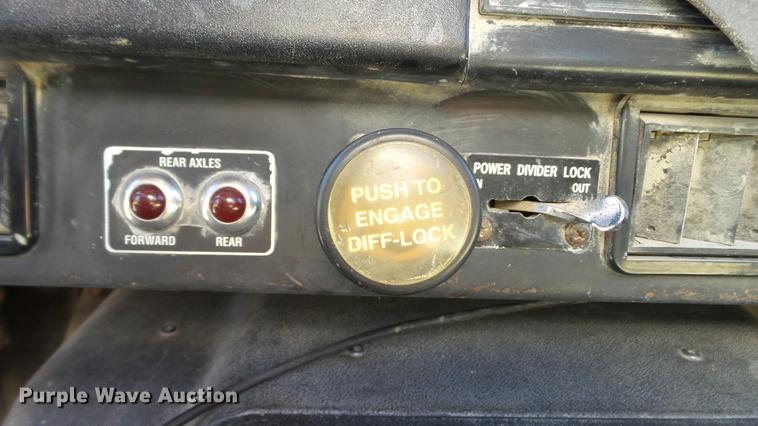 REAR AXLES
FORWARD REAR
PUSH TO
ENGAGE
DIFF-LOCK
POWER DIVIDER LOCK
OUT
Purple Wave Auction